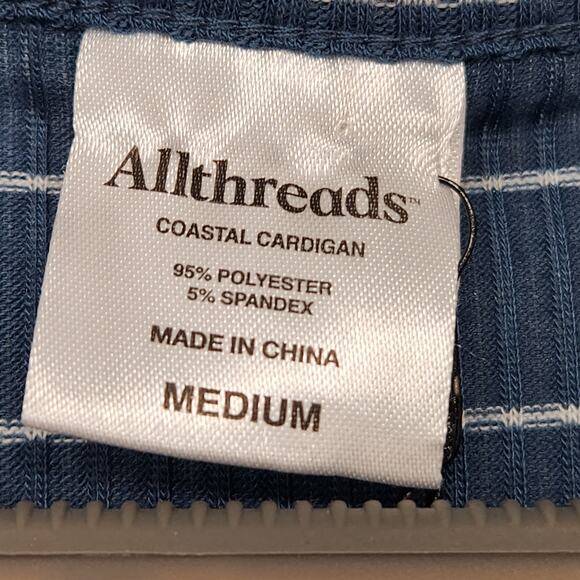 Allthreads™
COASTAL CARDIGAN
95% POLYESTER
5% SPANDEX
MADE IN CHINA
MEDIUM